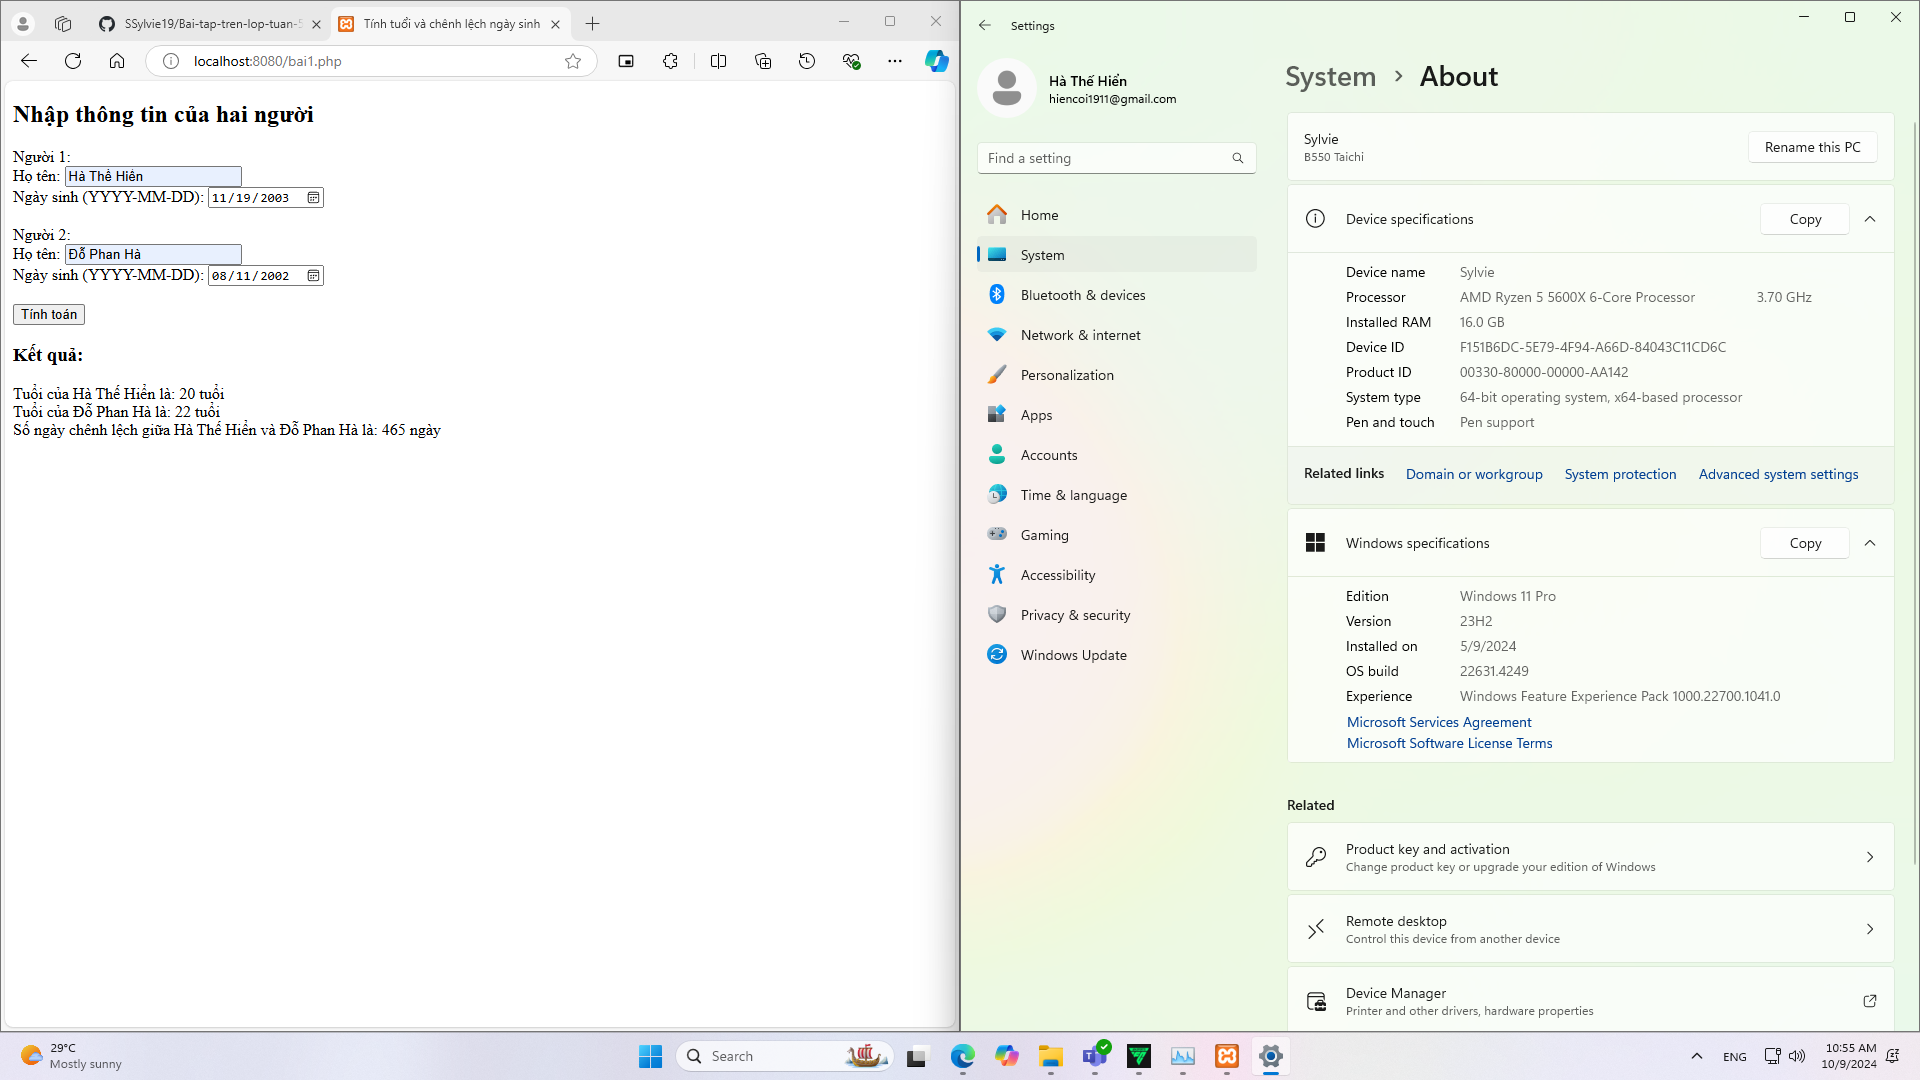 SSylvie19/Bai-tap-tren-lop-tuan-5
Tính tuổi và chênh lệch ngày sinh
localhost:8080/bai1.php
Nhập thông tin của hai người
Người 1:
Họ tên: Hà Thế Hiển
Ngày sinh (YYYY-MM-DD): 11/19/2003
Người 2:
Họ tên: Đỗ Phan Hà
Ngày sinh (YYYY-MM-DD): 08/11/2002
Tính toán
Kết quả:
Tuổi của Hà Thế Hiển là: 20 tuổi
Tuổi của Đỗ Phan Hà là: 22 tuổi
Số ngày chênh lệch giữa Hà Thế Hiển và Đỗ Phan Hà là: 465 ngày
Settings
Hà Thế Hiển
hiencoi1911@gmail.com
Find a setting
Home
System
Bluetooth & devices
Network & internet
Personalization
Apps
Accounts
Time & language
Gaming
Accessibility
Privacy & security
Windows Update
System > About
Sylvie
B550 Taichi
Rename this PC
Device specifications
Copy
Device name Sylvie
Processor AMD Ryzen 5 5600X 6-Core Processor 3.70 GHz
Installed RAM 16.0 GB
Device ID F151B6DC-5E79-4F94-A66D-84043C11CD6C
Product ID 00330-80000-00000-AA142
System type 64-bit operating system, x64-based processor
Pen and touch Pen support
Related links Domain or workgroup System protection Advanced system settings
Windows specifications
Copy
Edition Windows 11 Pro
Version 23H2
Installed on 5/9/2024
OS build 22631.4249
Experience Windows Feature Experience Pack 1000.22700.1041.0
Microsoft Services Agreement
Microsoft Software License Terms
Related
Product key and activation
Change product key or upgrade your edition of Windows
Remote desktop
Control this device from another device
Device Manager
Printer and other drivers, hardware properties
29°C
Mostly sunny
Search
ENG
10:55 AM
10/9/2024